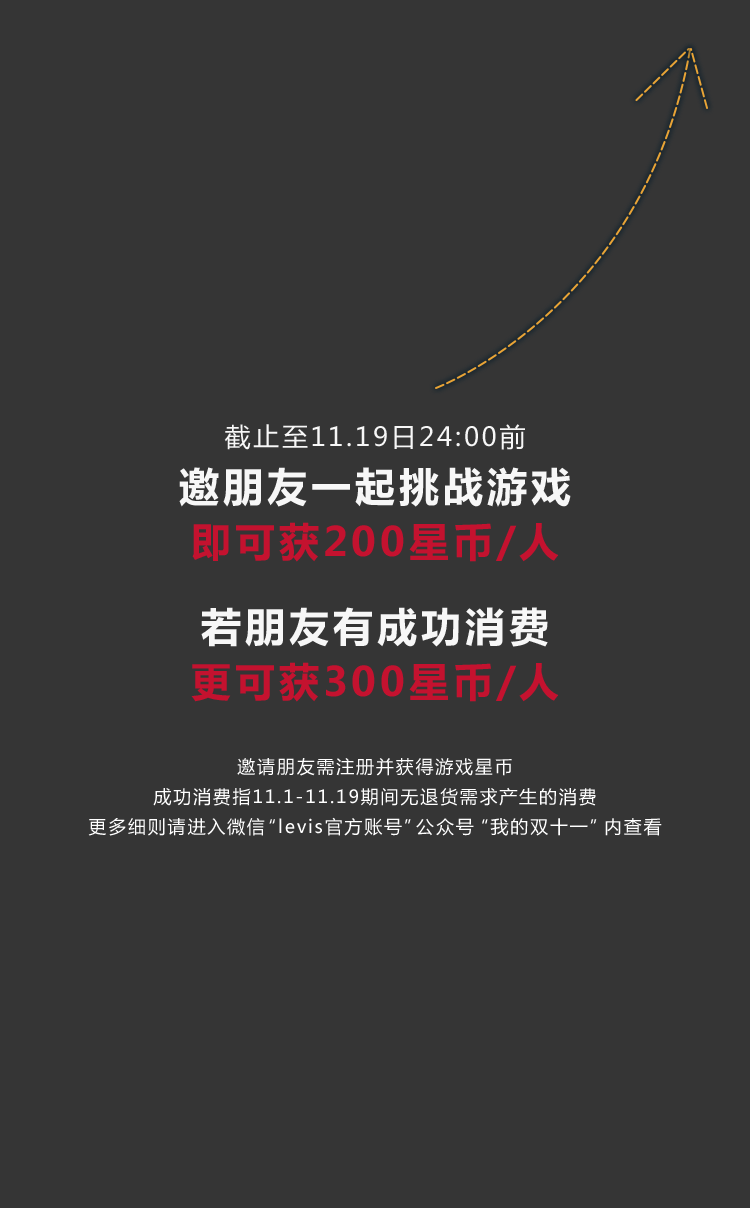 截止至11.19日24:00前
邀朋友一起挑战游戏
即可获200星币/人
若朋友有成功消费
更可获300星币/人
邀请朋友需注册并获得游戏星币
成功消费指11.1-11.19期间无退货需求产生的消费
更多细则请进入微信“levis官方账号”公众号“我的双十一”内查看